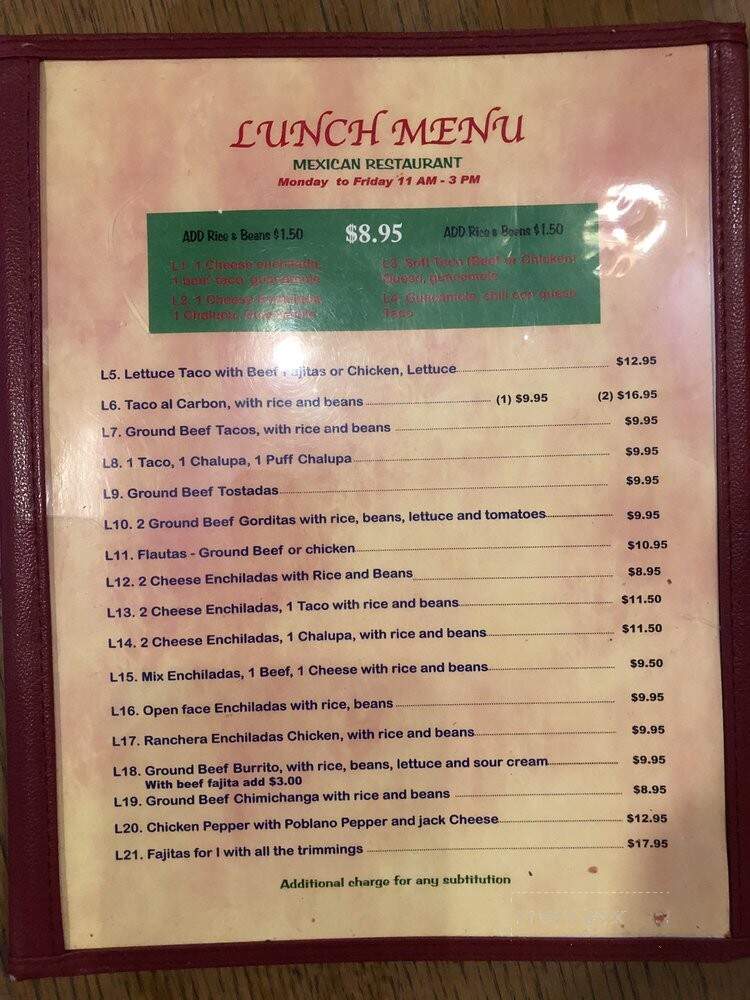 LUNCH MENU
MEXICAN RESTAURANT
Monday to Friday 11 AM - 3 PM
ADD Rice & Beans $1.50 $8.95 ADD Rice & Beans $1.50
L1. 1 Cheese enchilada,
1 beef taco, guacamole
L2. 1 Cheese Enchilada,
1 Chalupa,
L3. Soft Taco (Beef or Chicken)
queso, guacamole
L4. Guacamole, chili con queso
Taco
L5. Lettuce Taco with Beef Fajitas or Chicken, Lettuce $12.95
L6. Taco al Carbon, with rice and beans (1) $9.95 (2) $16.95
L7. Ground Beef Tacos, with rice and beans $9.95
L8. 1 Taco, 1 Chalupa, 1 Puff Chalupa $9.95
L9. Ground Beef Tostadas $9.95
L10. 2 Ground Beef Gorditas with rice, beans, lettuce and tomatoes $9.95
L11. Flautas - Ground Beef or chicken $10.95
L12. 2 Cheese Enchiladas with Rice and Beans $8.95
L13. 2 Cheese Enchiladas, 1 Taco with rice and beans $11.50
L14. 2 Cheese Enchiladas, 1 Chalupa, with rice and beans $11.50
L15. Mix Enchiladas, 1 Beef, 1 Cheese with rice and beans $9.50
L16. Open face Enchiladas with rice, beans $9.95
L17. Ranchera Enchiladas Chicken, with rice and beans $9.95
L18. Ground Beef Burrito, with rice, beans, lettuce and sour cream $9.95
With beef fajita add $3.00
L19. Ground Beef Chimichanga with rice and beans $8.95
L20. Chicken Pepper with Poblano Pepper and jack Cheese $12.95
L21. Fajitas for I with all the trimmings $17.95
Additional charge for any subtitution